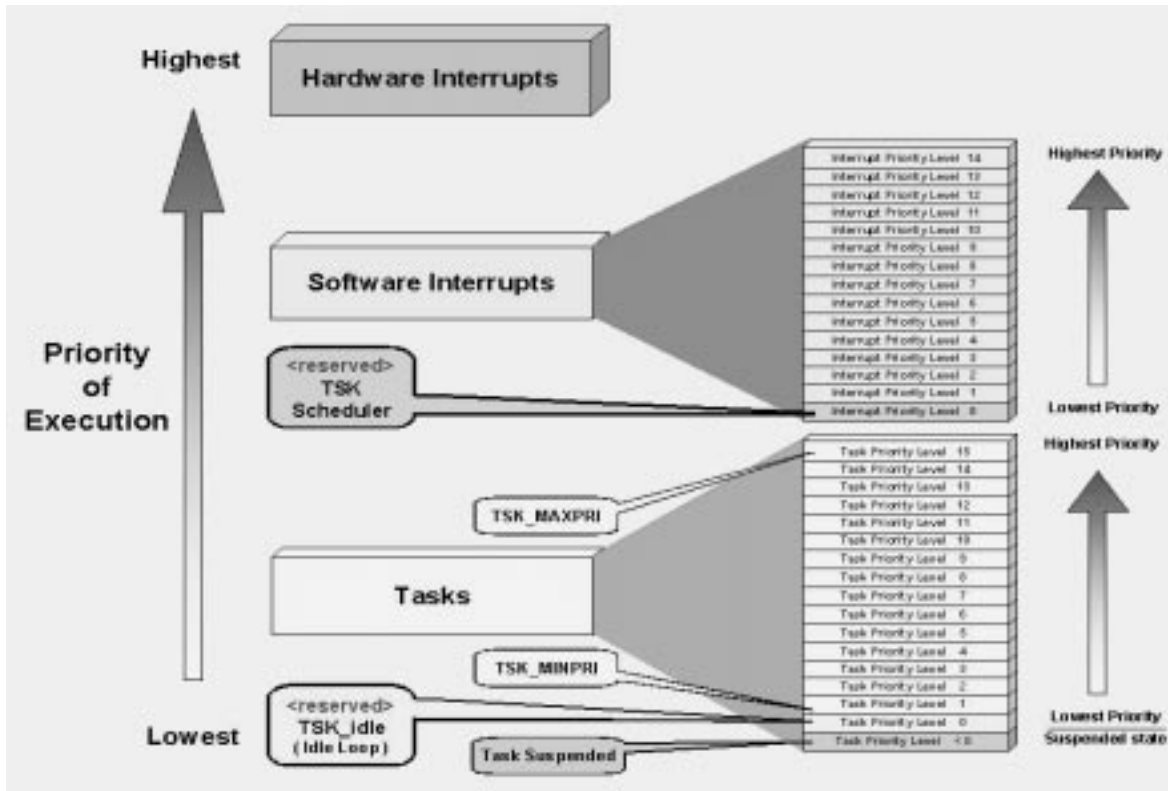 Highest
Hardware Interrupts
Software Interrupts
Priority
of
Execution
<reserved>
TSK
Scheduler
Interrupt Priority Level 14
Interrupt Priority Level 13
Interrupt Priority Level 12
Interrupt Priority Level 11
Interrupt Priority Level 10
Interrupt Priority Level 9
Interrupt Priority Level 8
Interrupt Priority Level 7
Interrupt Priority Level 6
Interrupt Priority Level 5
Interrupt Priority Level 4
Interrupt Priority Level 3
Interrupt Priority Level 2
Interrupt Priority Level 1
Interrupt Priority Level 0
Highest Priority
Lowest Priority
Tasks
TSK_MAXPRI
TSK_MINPRI
Lowest
<reserved>
TSK_idle
(Idle Loop)
Task Suspended
Task Priority Level 15
Task Priority Level 14
Task Priority Level 13
Task Priority Level 12
Task Priority Level 11
Task Priority Level 10
Task Priority Level 9
Task Priority Level 8
Task Priority Level 7
Task Priority Level 6
Task Priority Level 5
Task Priority Level 4
Task Priority Level 3
Task Priority Level 2
Task Priority Level 1
Task Priority Level 0
Task Priority Level < 0
Highest Priority
Lowest Priority
Suspended state